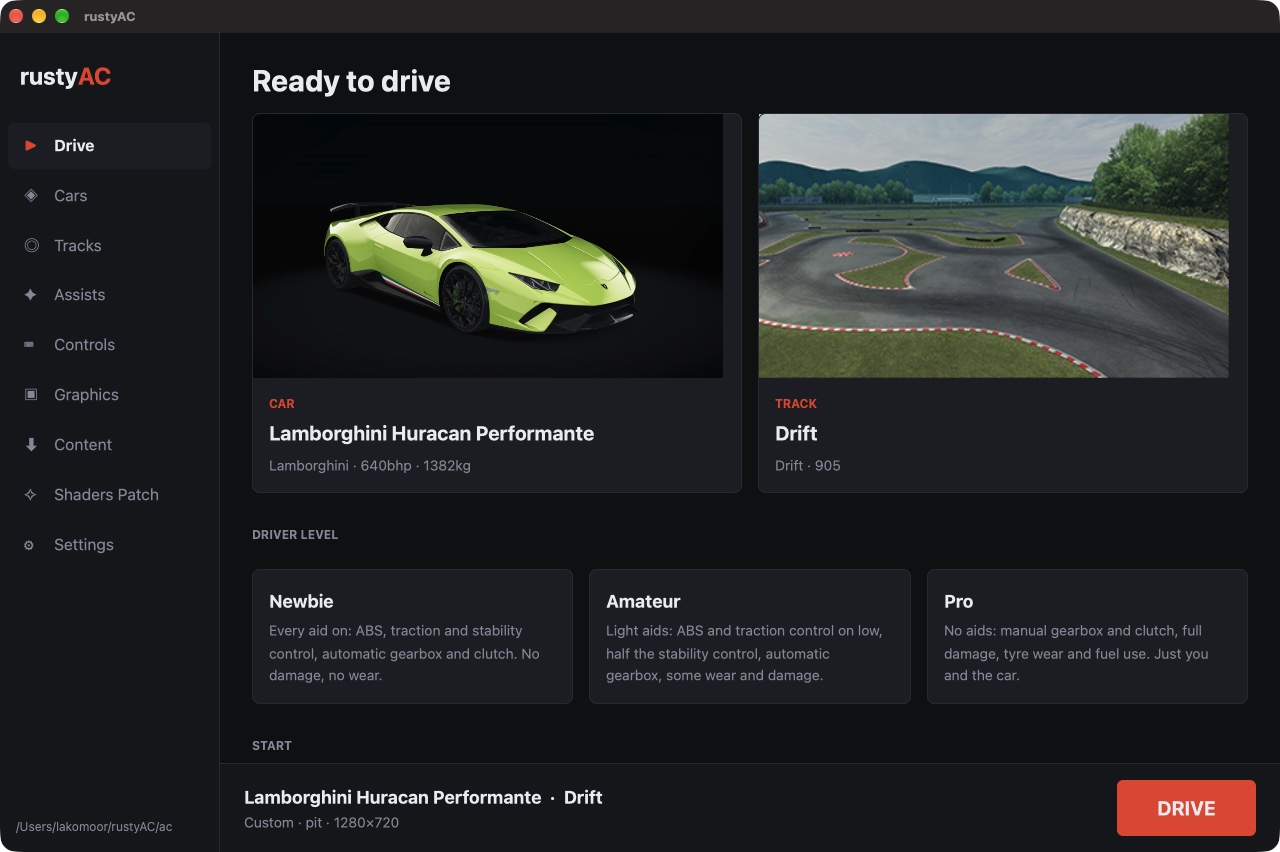 rustyAC
rustyAC
Drive
Cars
Tracks
Assists
Controls
Graphics
Content
Shaders Patch
Settings
/Users/lakomoor/rustyAC/ac
Ready to drive
CAR
Lamborghini Huracan Performante
Lamborghini · 640bhp · 1382kg
TRACK
Drift
Drift · 905
DRIVER LEVEL
Newbie
Every aid on: ABS, traction and stability
control, automatic gearbox and clutch. No
damage, no wear.
Amateur
Light aids: ABS and traction control on low,
half the stability control, automatic
gearbox, some wear and damage.
Pro
No aids: manual gearbox and clutch, full
damage, tyre wear and fuel use. Just you
and the car.
START
Lamborghini Huracan Performante · Drift
Custom · pit · 1280×720
DRIVE